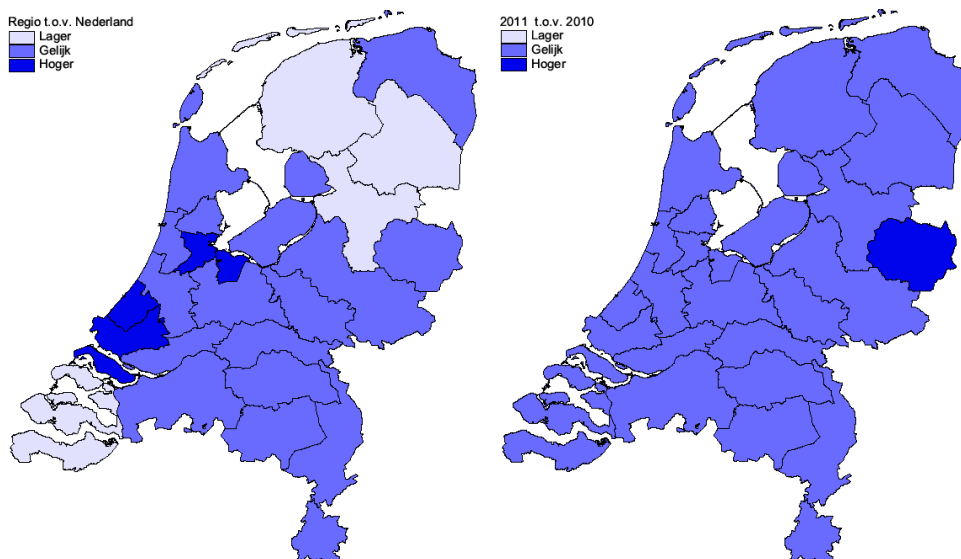 Regio t.o.v. Nederland
Lager
Gelijk
Hoger
2011 t.o.v. 2010
Lager
Gelijk
Hoger